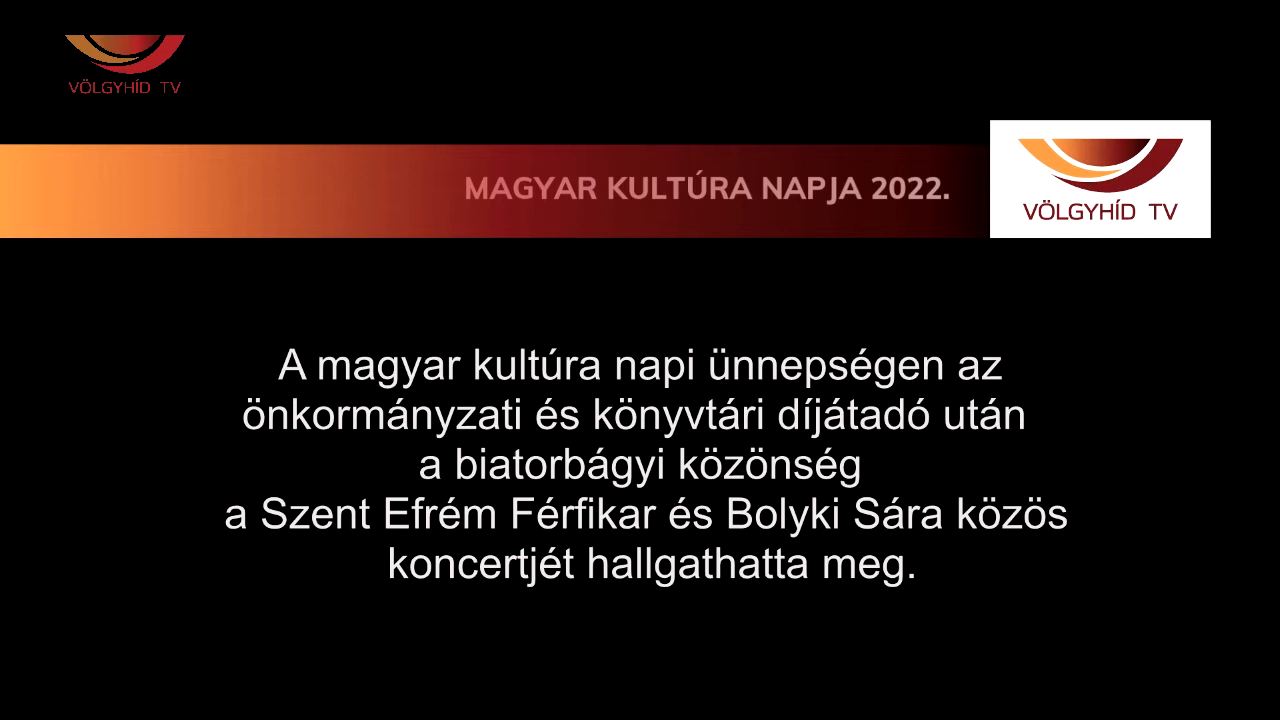 VÖLGYHÍD TV
MAGYAR KULTÚRA NAPJA 2022.
VÖLGYHÍD TV
A magyar kultúra napi ünnepségen az
önkormányzati és könyvtári díjátadó után
a biatorbágyi közönség
a Szent Efrém Férfikar és Bolyki Sára közös
koncertjét hallgathatta meg.